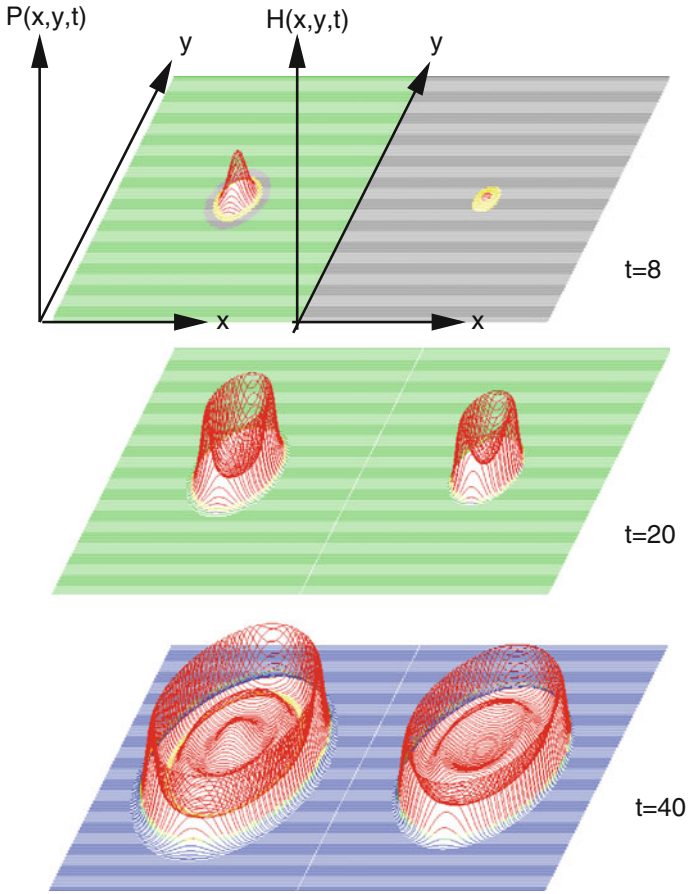 P(x,y,t)
H(x,y,t)
y
y
t=8
x
x
t=20
t=40